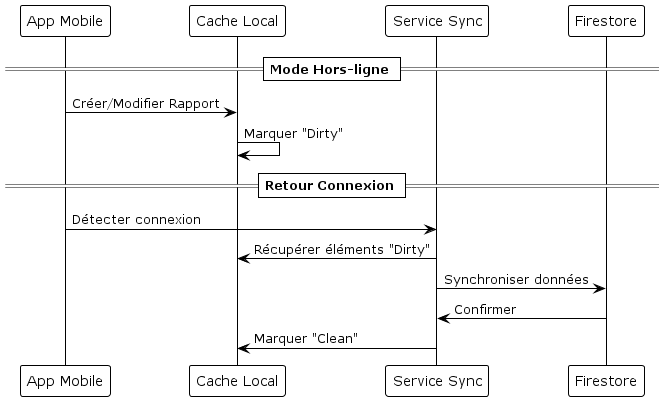 App Mobile
Cache Local
Service Sync
Firestore
Mode Hors-ligne
Créer/Modifier Rapport
Marquer "Dirty"
Retour Connexion
Détecter connexion
Récupérer éléments "Dirty"
Synchroniser données
Confirmer
Marquer "Clean"
App Mobile
Cache Local
Service Sync
Firestore